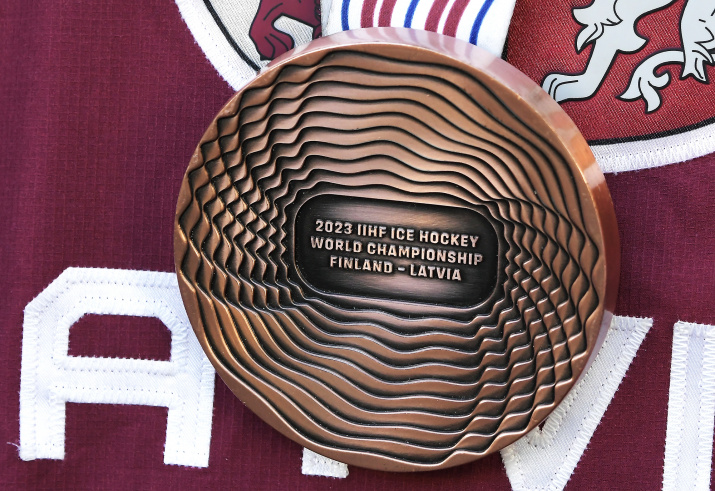 2023 IIHF ICE HOCKEY
WORLD CHAMPIONSHIP
FINLAND - LATVIA
A